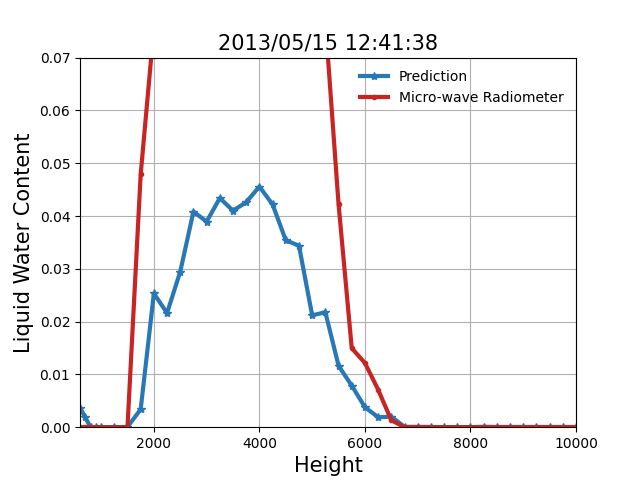 2013/05/15 12:41:38
Prediction
Micro-wave Radiometer
Liquid Water Content
0.07
0.06
0.05
0.04
0.03
0.02
0.01
0.00
2000 4000 6000 8000 10000
Height